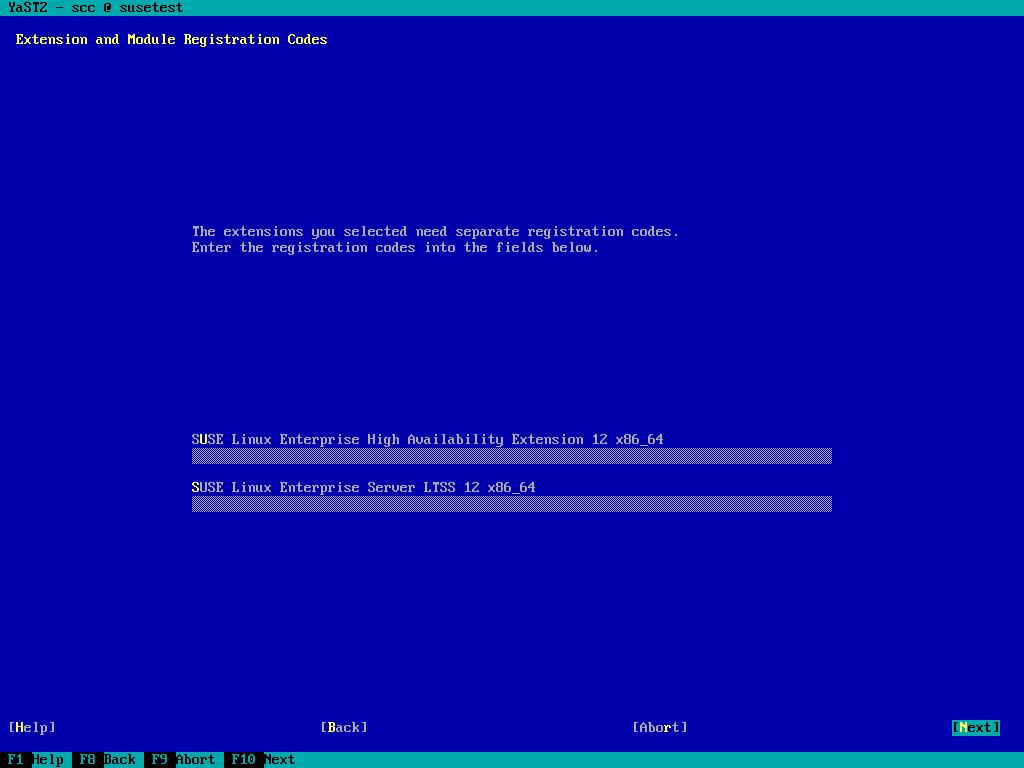 YaST2 - scc @ susetest
Extension and Module Registration Codes
The extensions you selected need separate registration codes.
Enter the registration codes into the fields below.
SUSE Linux Enterprise High Availability Extension 12 x86_64
SUSE Linux Enterprise Server LTSS 12 x86_64
[Help] [Back] [Abort] [Next]
F1 Help F8 Back F9 Abort F10 Next